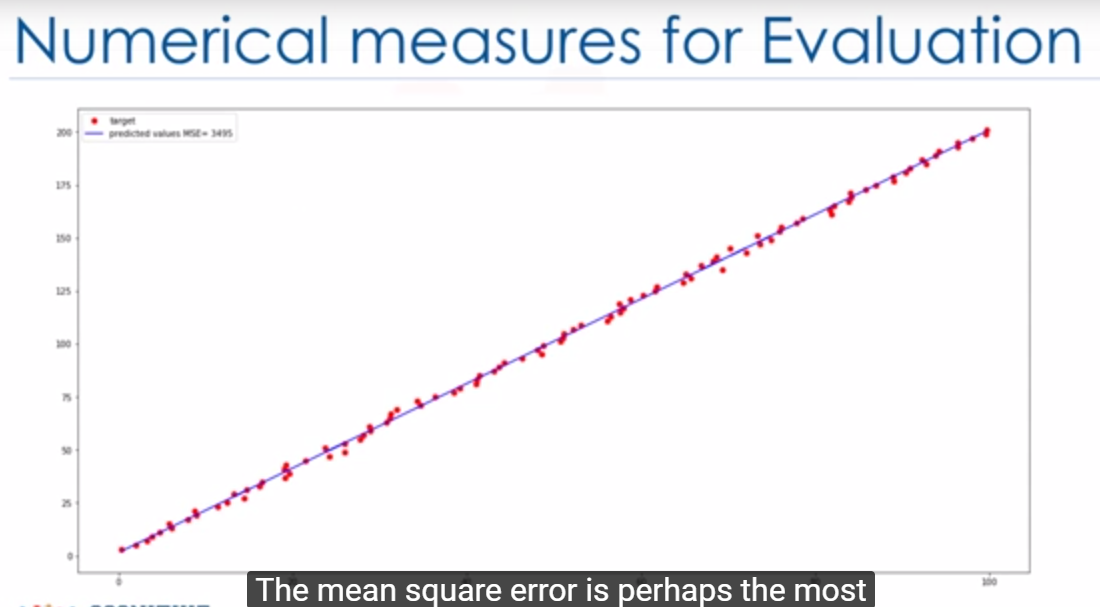 Numerical measures for Evaluation
target
predicted values MSE= 3495
200
175
150
125
100
75
50
25
0
0
100
The mean square error is perhaps the most